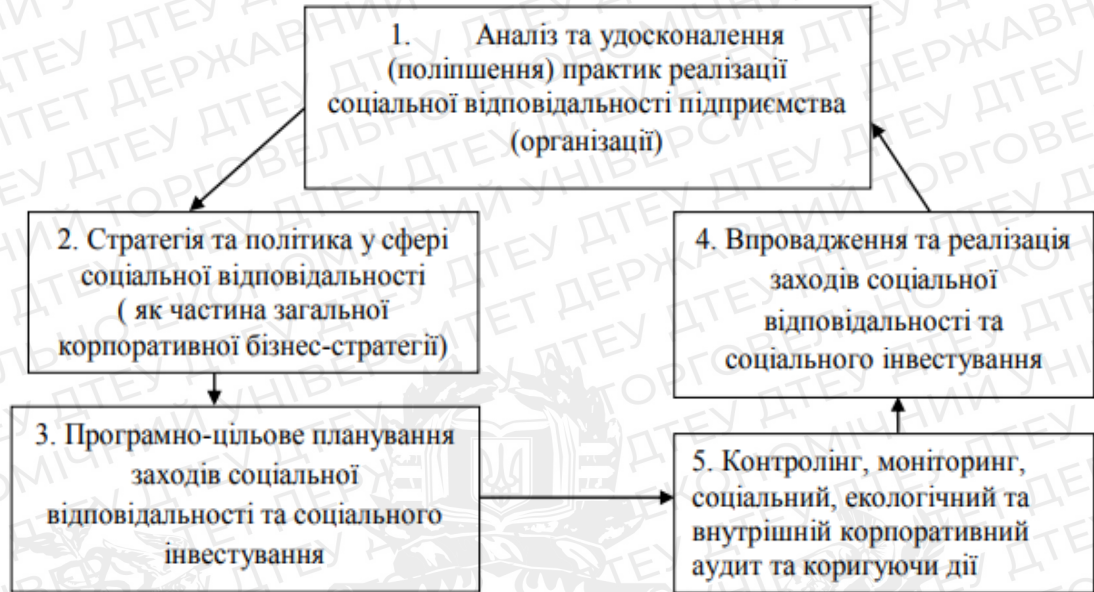 1. Аналіз та удосконалення
(поліпшення) практик реалізації
соціальної відповідальності підприємства
(організації)
2. Стратегія та політика у сфері
соціальної відповідальності
( як частина загальної
корпоративної бізнес-стратегії)
3. Програмно-цільове планування
заходів соціальної
відповідальності та соціального
інвестування
4. Впровадження та реалізація
заходів соціальної
відповідальності та
соціального інвестування
5. Контролінг, моніторинг,
соціальний, екологічний та
внутрішній корпоративний
аудит та коригуючи дії